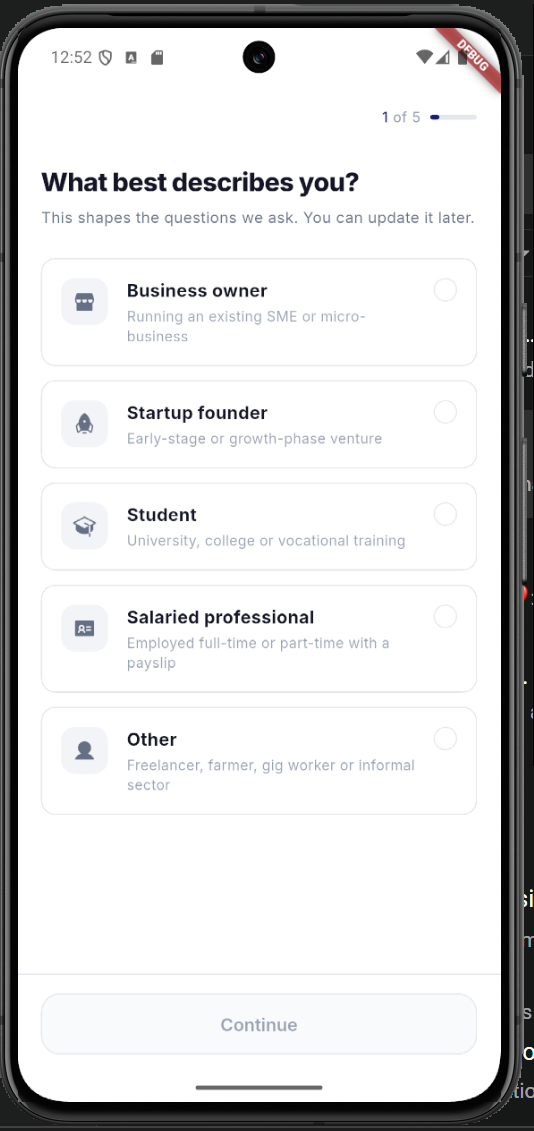 12:52
DEBUG
1 of 5
What best describes you?
This shapes the questions we ask. You can update it later.
Business owner
Running an existing SME or micro-
business
Startup founder
Early-stage or growth-phase venture
Student
University, college or vocational training
Salaried professional
Employed full-time or part-time with a
payslip
Other
Freelancer, farmer, gig worker or informal
sector
Continue